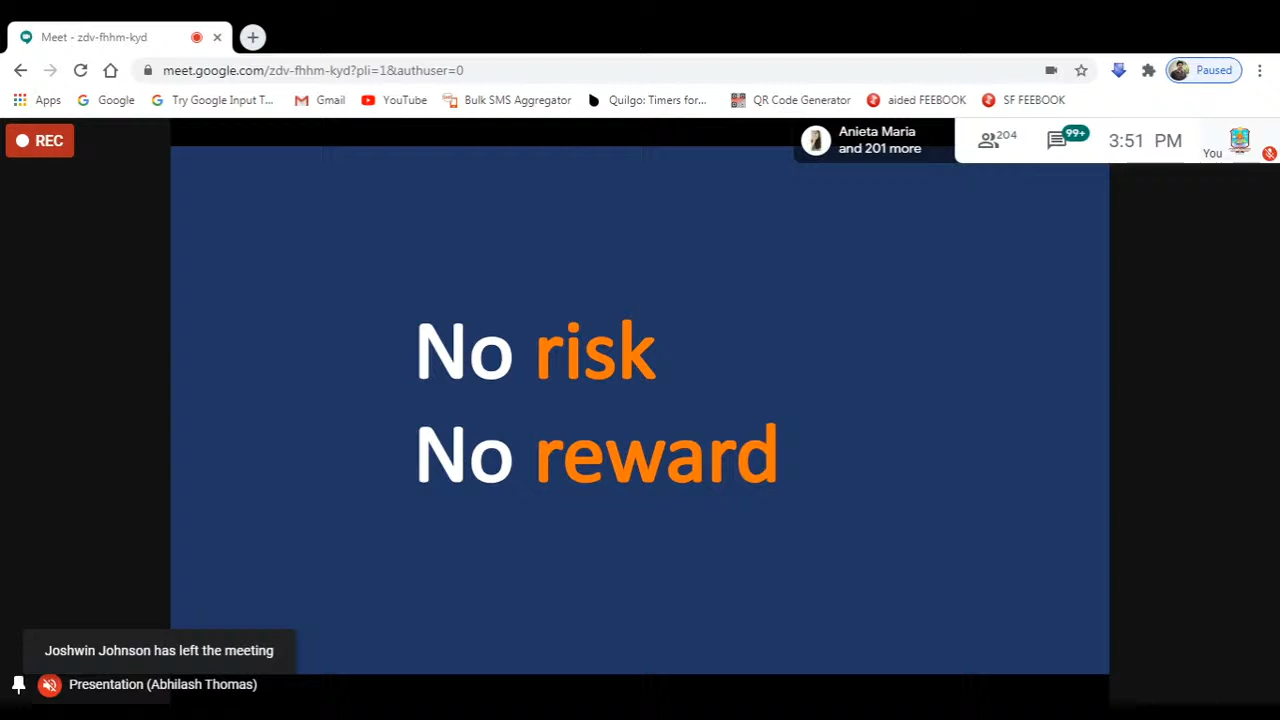 Meet - zdv-fhhm-kyd
meet.google.com/zdv-fhhm-kyd?pli=1&authuser=0
Paused
Apps
Google
Try Google Input T...
Gmail
YouTube
Bulk SMS Aggregator
Quilgo: Timers for...
QR Code Generator
aided FEEBOOK
SF FEEBOOK
REC
Anieta Maria
and 201 more
204
99+
3:51 PM
You
No risk
No reward
Joshwin Johnson has left the meeting
Presentation (Abhilash Thomas)